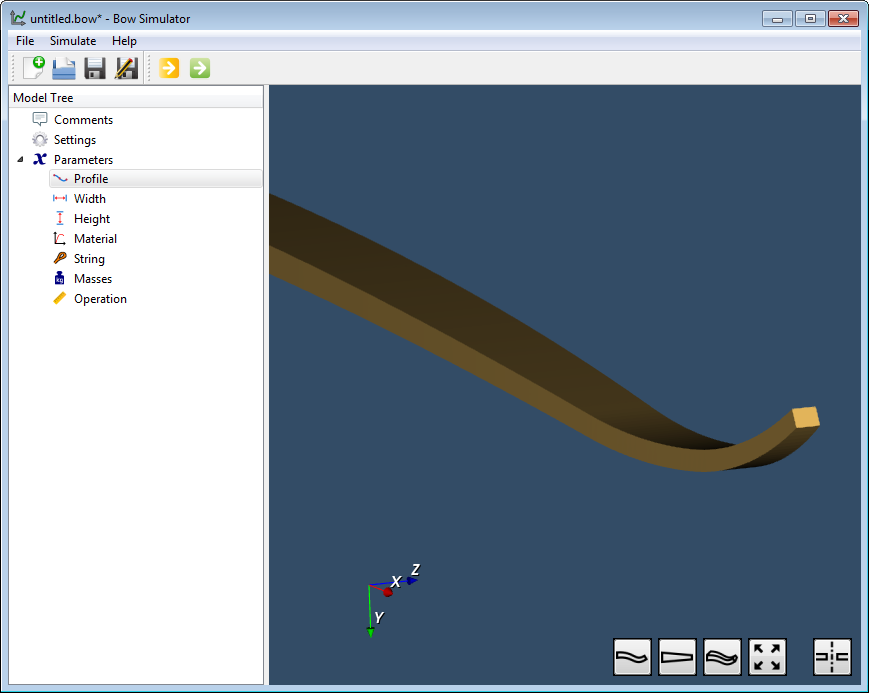 untitled.bow* - Bow Simulator
File Simulate Help
Model Tree
Comments
Settings
Parameters
Profile
Width
Height
Material
String
kg
Masses
Operation
Z
X
Y